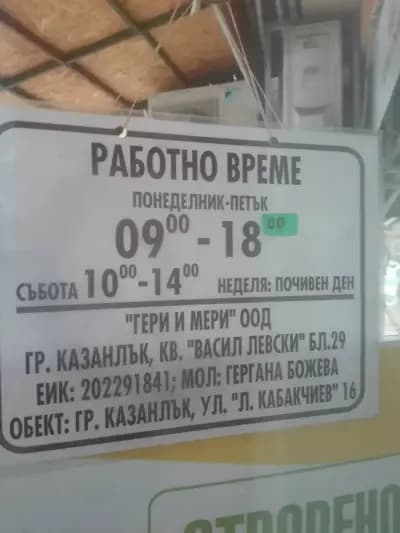 РАБОТНО ВРЕМЕ
ПОНЕДЕЛНИК-ПЕТЪК
09⁰⁰ - 18⁰⁰
СЪБОТА 10⁰⁰-14⁰⁰ НЕДЕЛЯ: ПОЧИВЕН ДЕН
"ГЕРИ И МЕРИ" ООД
ГР. КАЗАНЛЪК, КВ. "ВАСИЛ ЛЕВСКИ" БЛ.29
ЕИК: 202291841; МОЛ: ГЕРГАНА БОЖЕВА
ОБЕКТ: ГР. КАЗАНЛЪК, УЛ. "Л. КАБАКЧИЕВ" 16
ОТВОРЕНО